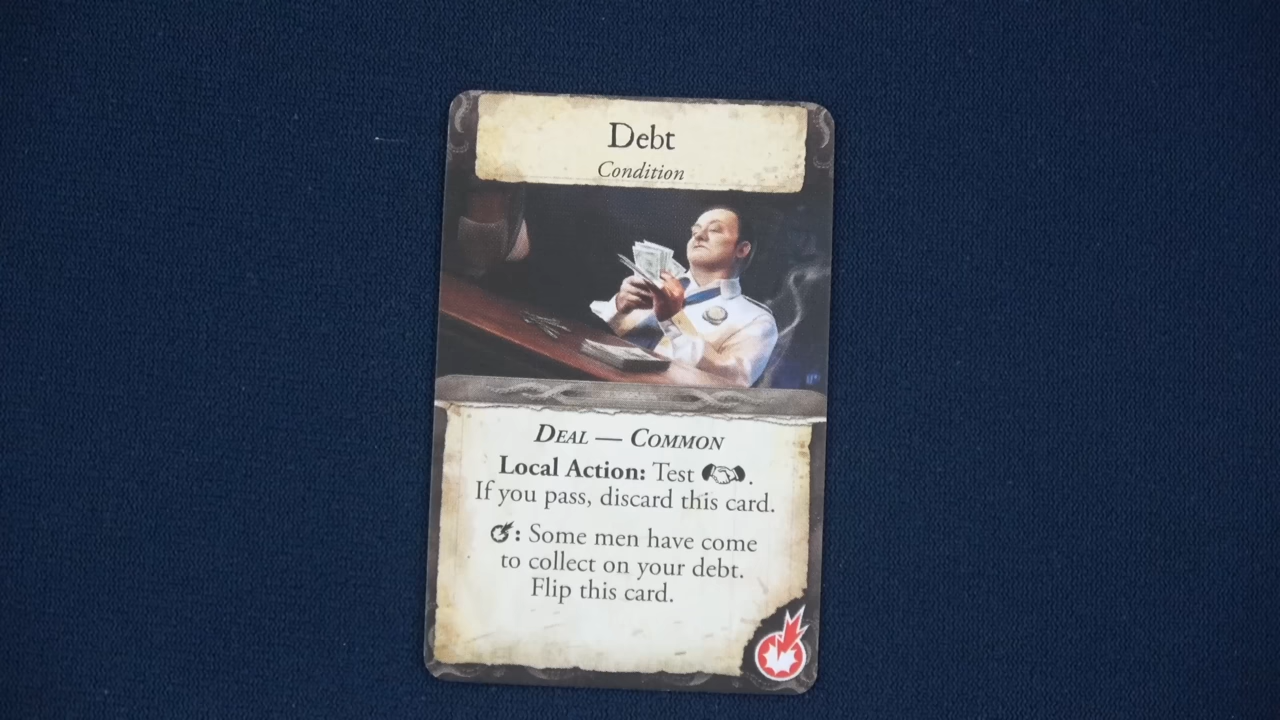 Debt
Condition
Deal — Common
Local Action: Test .
If you pass, discard this card.
: Some men have come
to collect on your debt.
Flip this card.